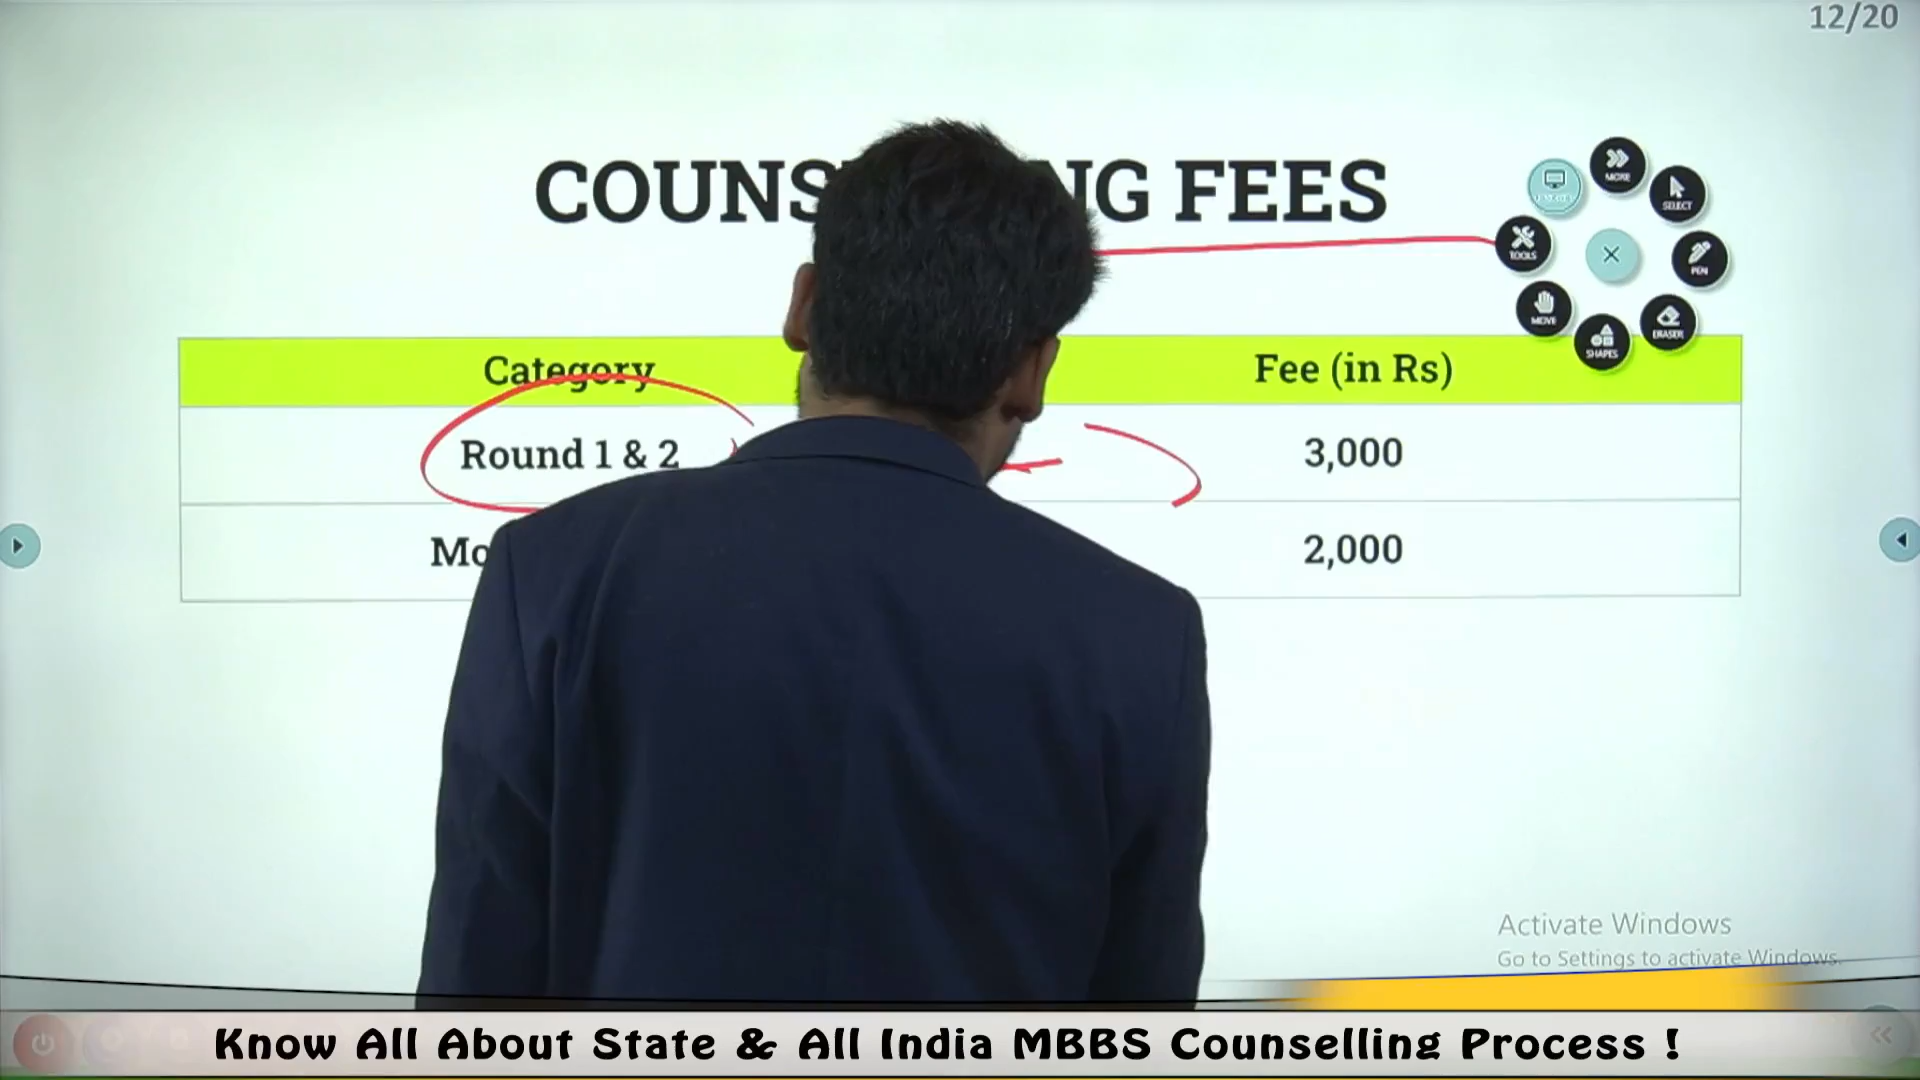 12/20
COUNS NG FEES
MORE
SELECT
TOOLS
PEN
MOVE
ERASER
SHAPES
Category Fee (in Rs)
Round 1 & 2 3,000
Mo 2,000
Activate Windows
Go to Settings to activate Windows.
Know All About State & All India MBBS Counselling Process !